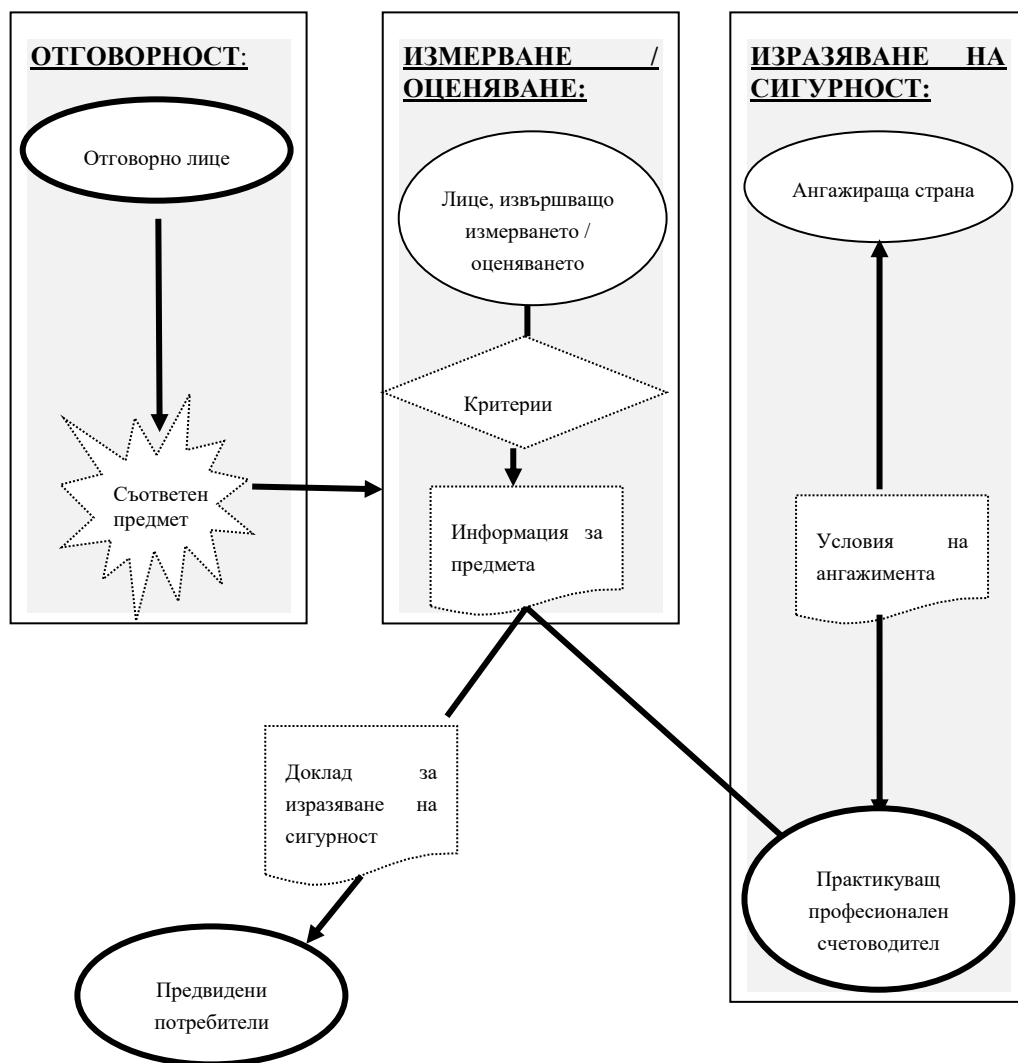 ОТГОВОРНОСТ:
Отговорно лице
Съответен
предмет
ИЗМЕРВАНЕ /
ОЦЕНЯВАНЕ:
Лице, извършващо
измерването /
оценяването
Критерии
Информация за
предмета
ИЗРАЗЯВАНЕ НА
СИГУРНОСТ:
Ангажираща страна
Условия на
ангажимента
Практикуващ
професионален
счетоводител
Доклад за
изразяване на
сигурност
Предвидени
потребители